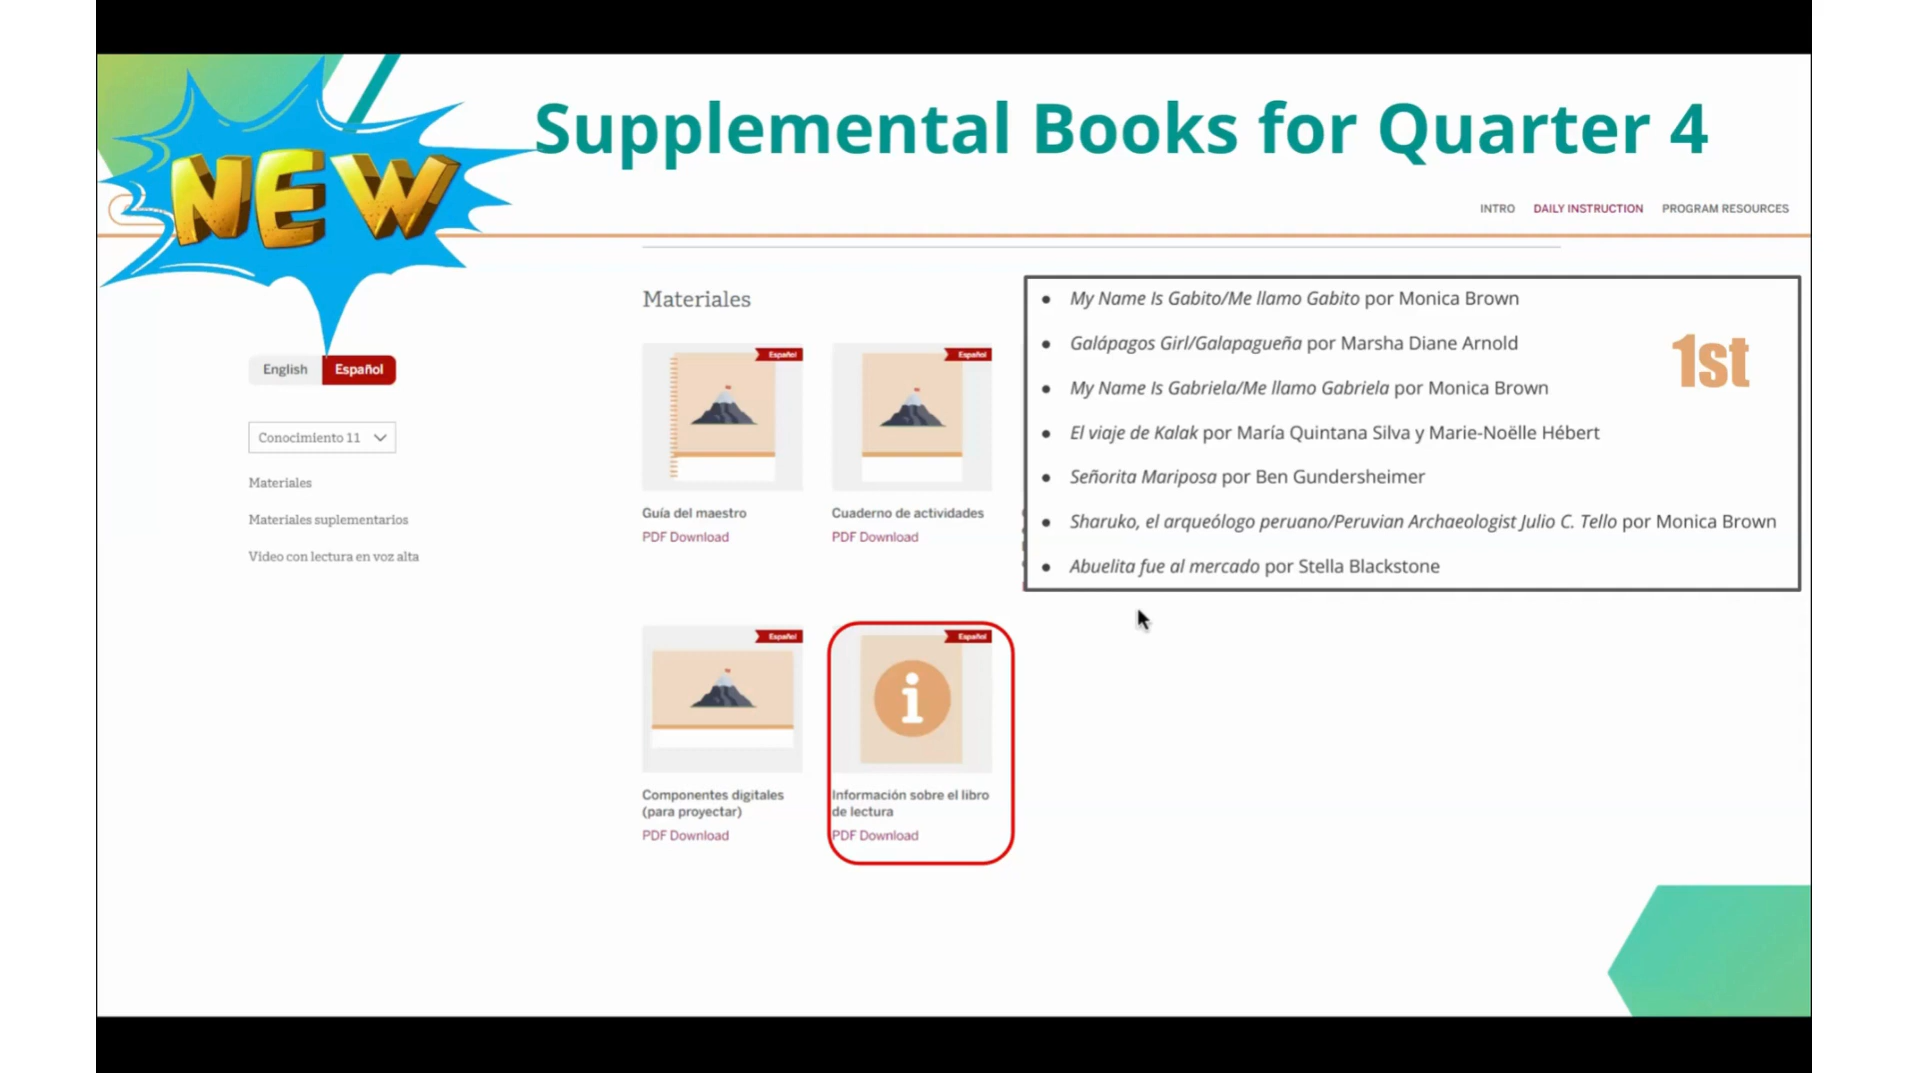 NEW
Supplemental Books for Quarter 4
INTRO DAILY INSTRUCTION PROGRAM RESOURCES
English Español
Conocimiento 11
Materiales
Materiales suplementarios
Video con lectura en voz alta
Materiales
Español
Guía del maestro
PDF Download
Español
Cuaderno de actividades
PDF Download
• My Name Is Gabito/Me llamo Gabito por Monica Brown
• Galápagos Girl/Galapagueña por Marsha Diane Arnold
• My Name Is Gabriela/Me llamo Gabriela por Monica Brown
• El viaje de Kalak por María Quintana Silva y Marie-Noëlle Hébert
• Señorita Mariposa por Ben Gundersheimer
• Sharuko, el arqueólogo peruano/Peruvian Archaeologist Julio C. Tello por Monica Brown
• Abuelita fue al mercado por Stella Blackstone
1st
Español
Componentes digitales
(para proyectar)
PDF Download
Español
i
Información sobre el libro
de lectura
PDF Download